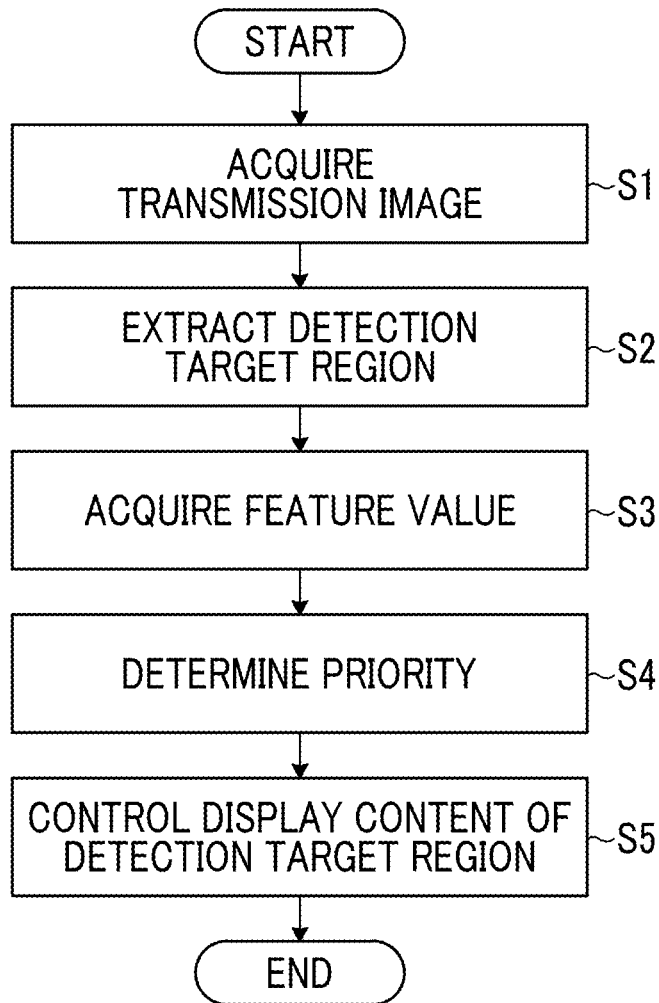 START
ACQUIRE
TRANSMISSION IMAGE
S1
EXTRACT DETECTION
TARGET REGION
S2
ACQUIRE FEATURE VALUE
S3
DETERMINE PRIORITY
S4
CONTROL DISPLAY CONTENT OF
DETECTION TARGET REGION
S5
END